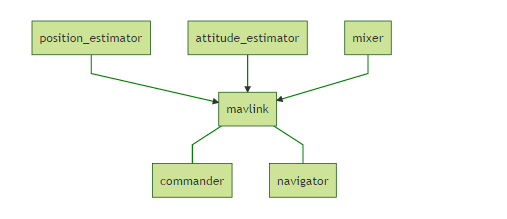 position_estimator
attitude_estimator
mixer
mavlink
commander
navigator